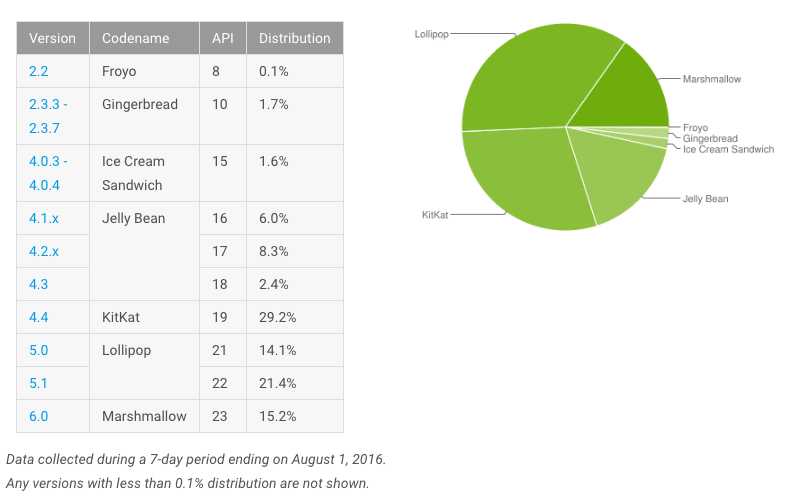 Version Codename API Distribution
2.2 Froyo 8 0.1%
2.3.3 - Gingerbread 10 1.7%
2.3.7
4.0.3 - Ice Cream 15 1.6%
4.0.4 Sandwich
4.1.x Jelly Bean 16 6.0%
4.2.x 17 8.3%
4.3 18 2.4%
4.4 KitKat 19 29.2%
5.0 Lollipop 21 14.1%
5.1 22 21.4%
6.0 Marshmallow 23 15.2%
Lollipop
Marshmallow
Froyo
Gingerbread
Ice Cream Sandwich
Jelly Bean
KitKat
Data collected during a 7-day period ending on August 1, 2016.
Any versions with less than 0.1% distribution are not shown.